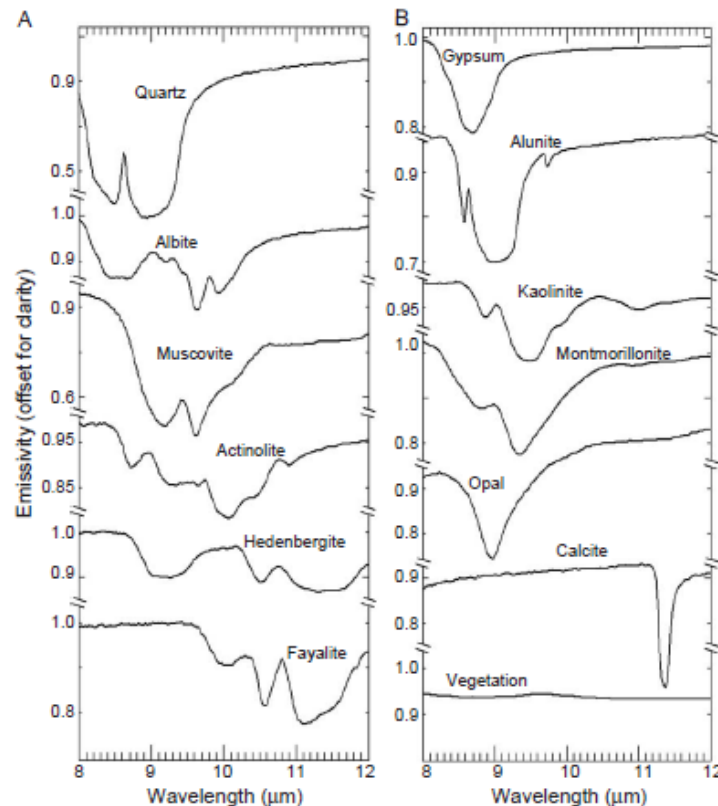 A
Emissivity (offset for clarity)
0.9
0.5
1.0
0.9
0.9
0.6
0.95
0.85
1.0
0.9
1.0
0.8
Quartz
Albite
Muscovite
Actinolite
Hedenbergite
Fayalite
8 9 10 11 12
Wavelength (μm)
B
1.0
0.8
0.9
0.7
0.95
1.0
0.8
0.9
0.8
0.9
0.8
1.0
0.9
Gypsum
Alunite
Kaolinite
Montmorillonite
Opal
Calcite
Vegetation
8 9 10 11 12
Wavelength (μm)